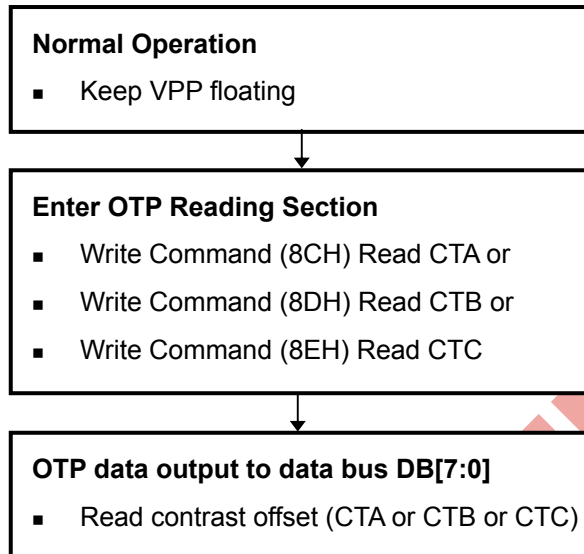 Normal Operation
▪ Keep VPP floating
Enter OTP Reading Section
▪ Write Command (8CH) Read CTA or
▪ Write Command (8DH) Read CTB or
▪ Write Command (8EH) Read CTC
OTP data output to data bus DB[7:0]
▪ Read contrast offset (CTA or CTB or CTC)